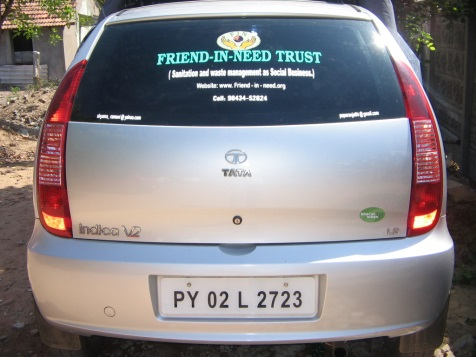 FRIEND-IN-NEED TRUST
( Sanitation and waste management as Social Business.)
Website: www. Friend - in - need.org
Cell: 98434-52824
TATA
indica V2
PY 02 L 2723